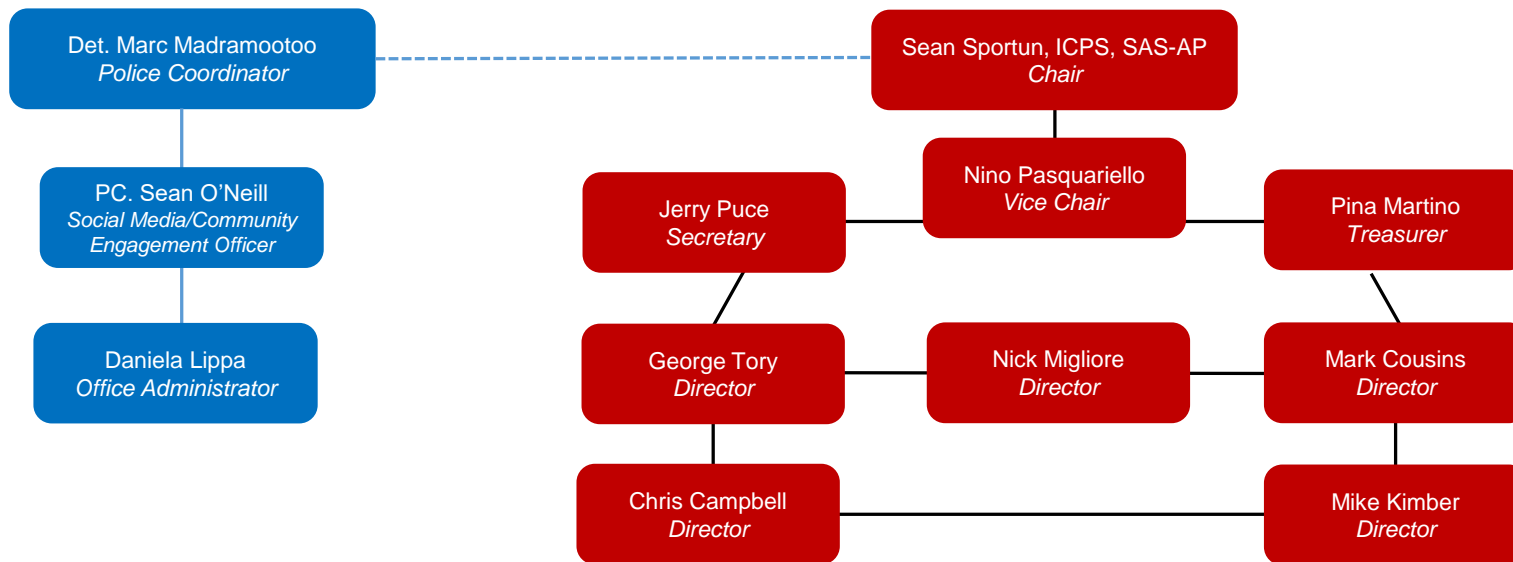 Det. Marc Madramootoo
Police Coordinator
Sean Sportun, ICPS, SAS-AP
Chair
PC. Sean O’Neill
Social Media/Community
Engagement Officer
Nino Pasquariello
Vice Chair
Jerry Puce
Secretary
Pina Martino
Treasurer
Daniela Lippa
Office Administrator
George Tory
Director
Nick Migliore
Director
Mark Cousins
Director
Chris Campbell
Director
Mike Kimber
Director